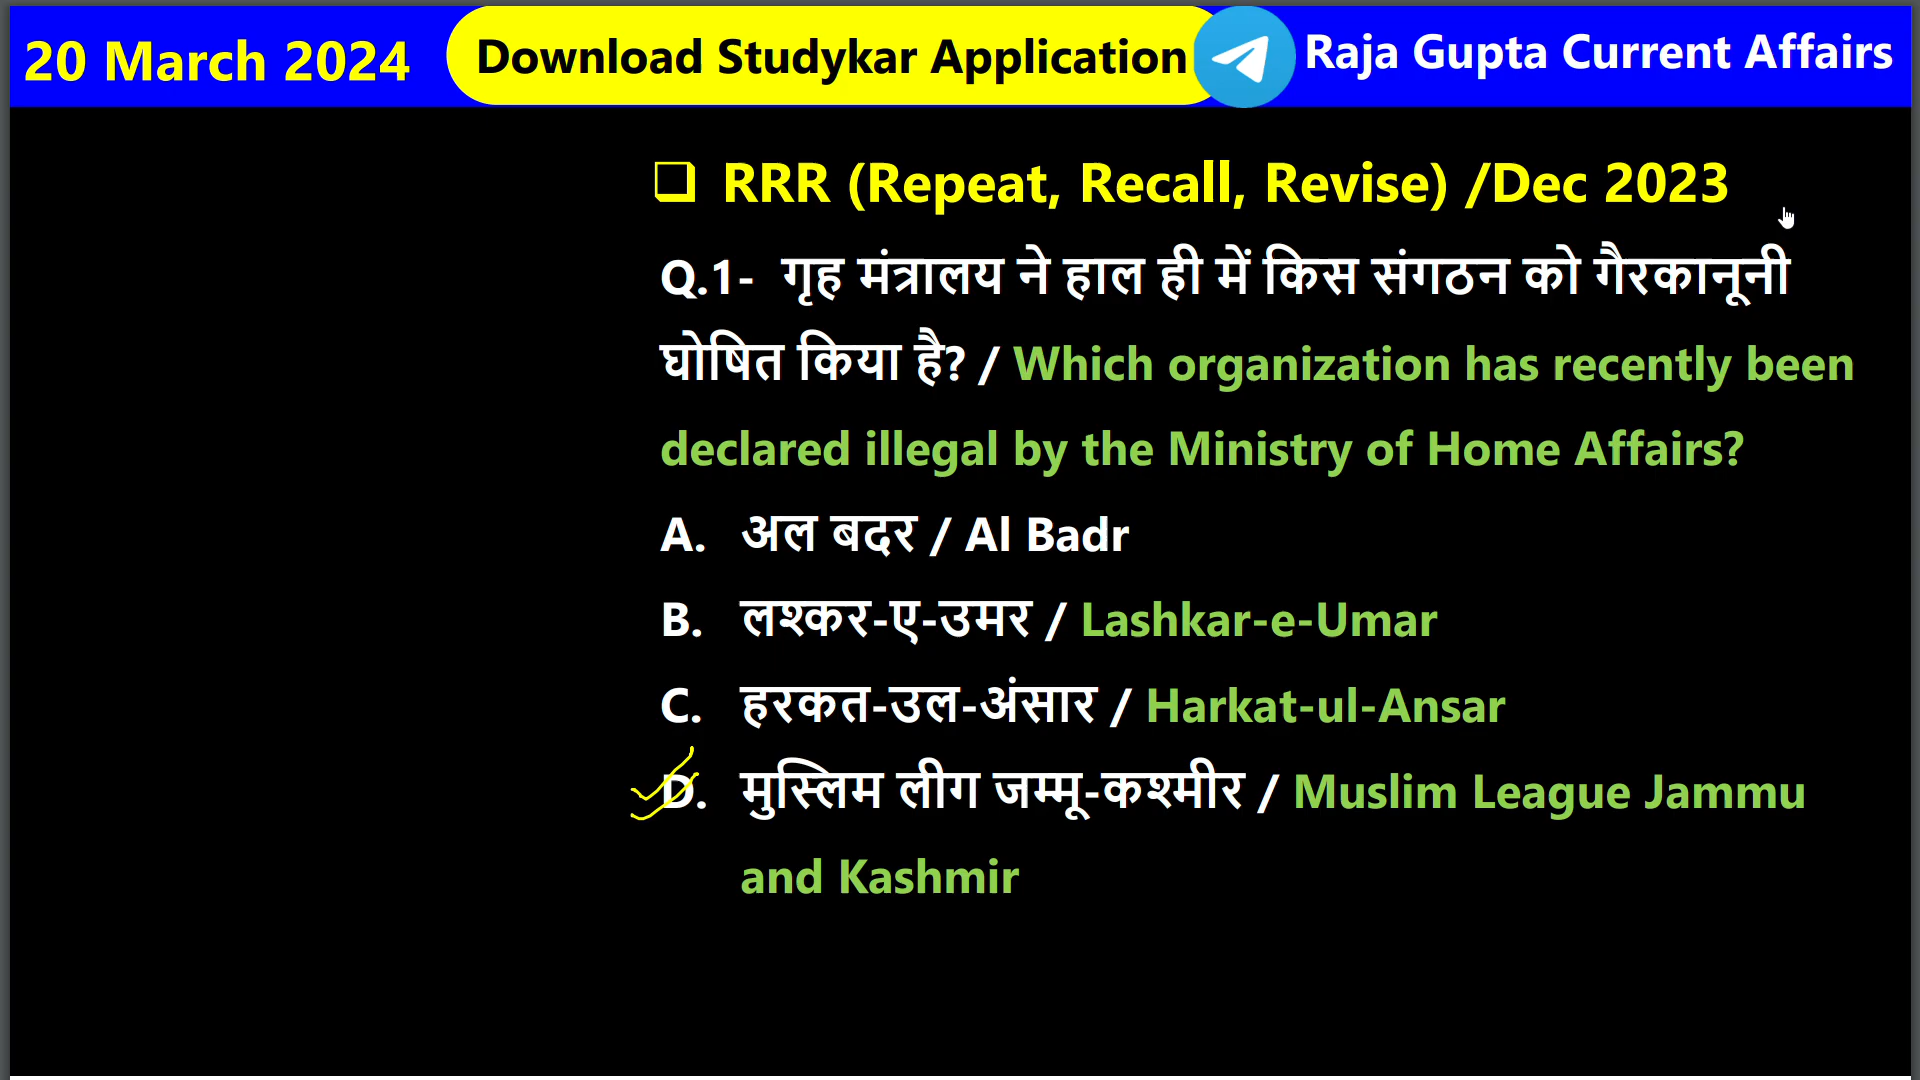 20 March 2024
Download Studykar Application
Raja Gupta Current Affairs
RRR (Repeat, Recall, Revise) /Dec 2023
Q.1- गृह मंत्रालय ने हाल ही में किस संगठन को गैरकानूनी
घोषित किया है? / Which organization has recently been
declared illegal by the Ministry of Home Affairs?
A. अल बदर / Al Badr
B. लश्कर-ए-उमर / Lashkar-e-Umar
C. हरकत-उल-अंसार / Harkat-ul-Ansar
D. मुस्लिम लीग जम्मू-कश्मीर / Muslim League Jammu
and Kashmir